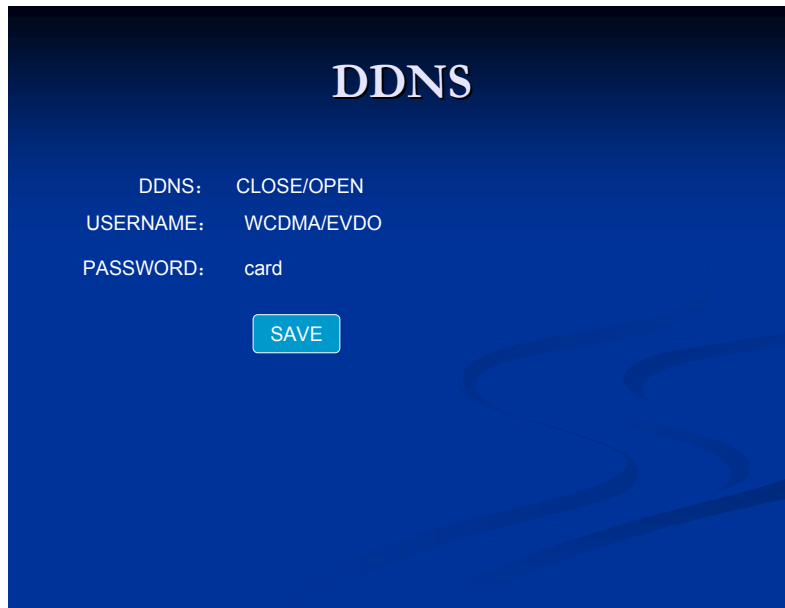 DDNS
DDNS： CLOSE/OPEN
USERNAME： WCDMA/EVDO
PASSWORD： card
SAVE